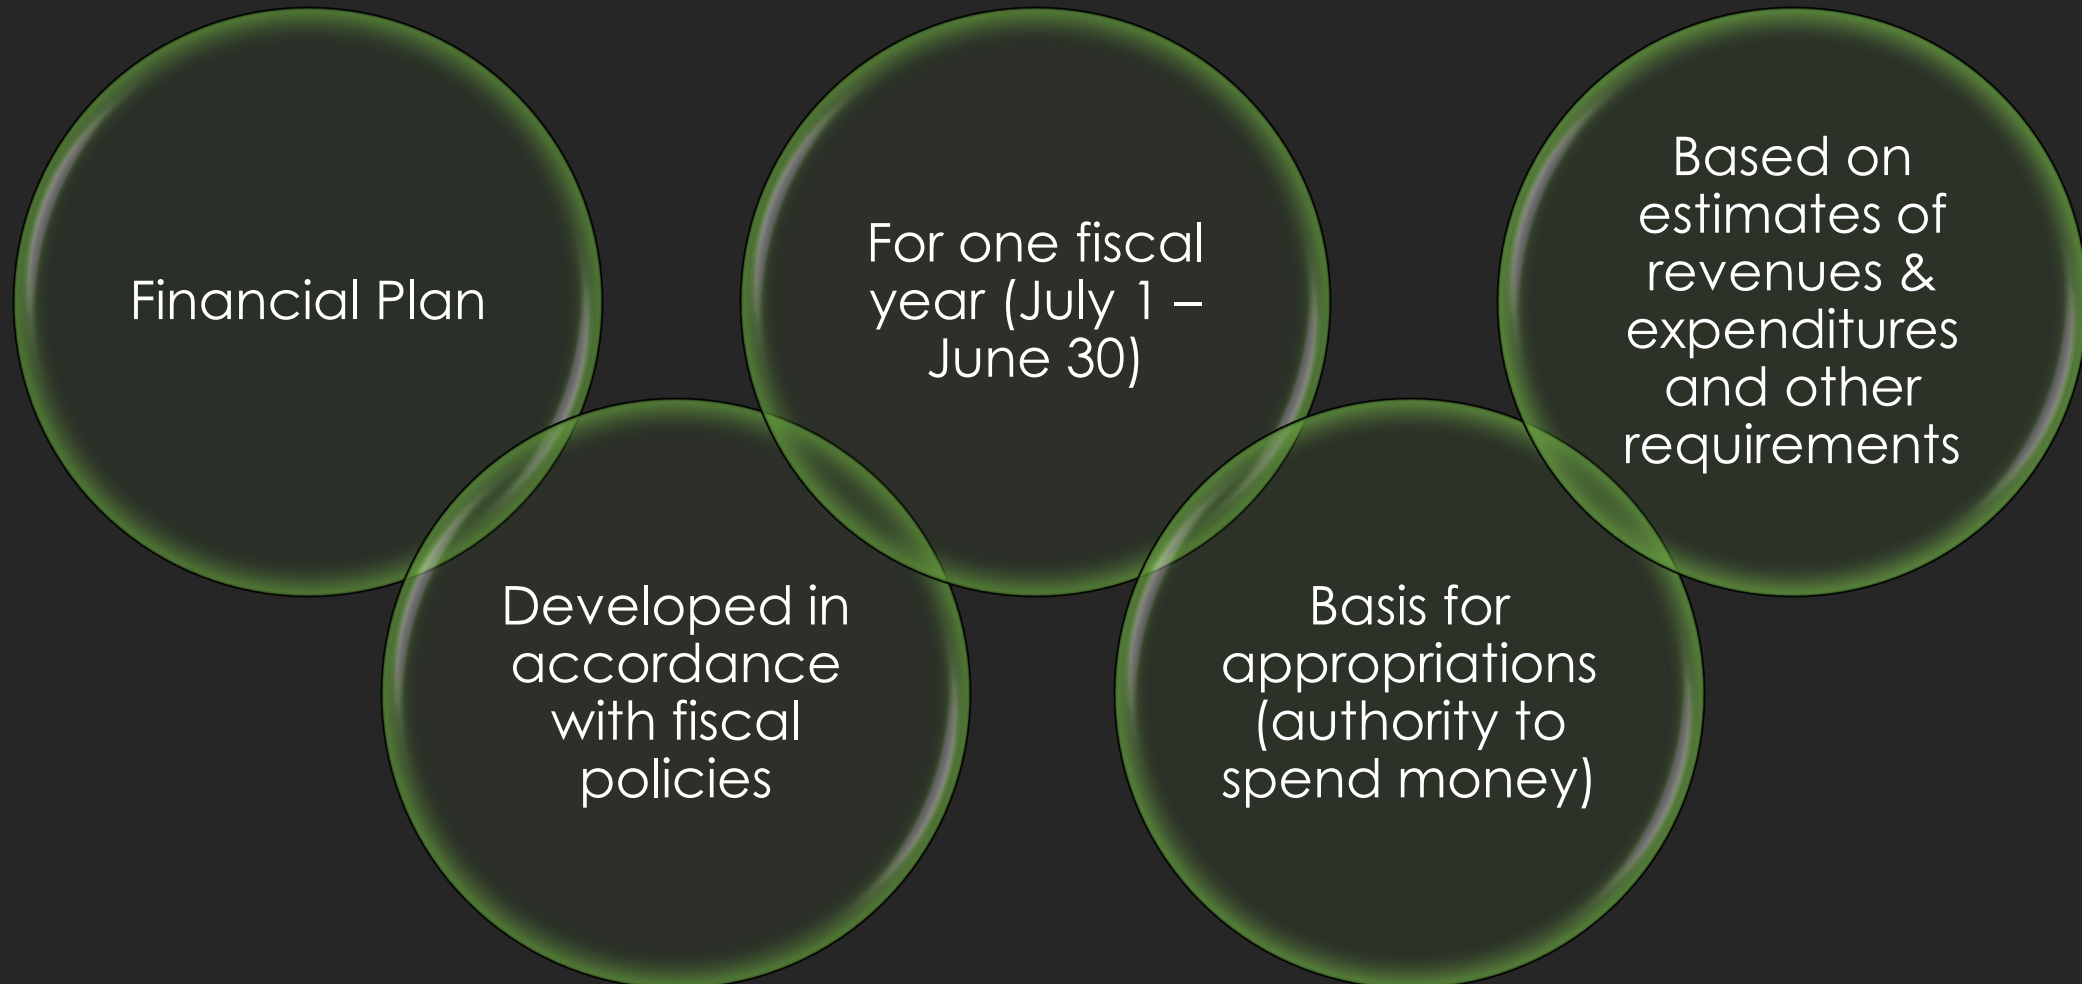 Financial Plan
Developed in
accordance
with fiscal
policies
For one fiscal
year (July 1 –
June 30)
Basis for
appropriations
(authority to
spend money)
Based on
estimates of
revenues &
expenditures
and other
requirements